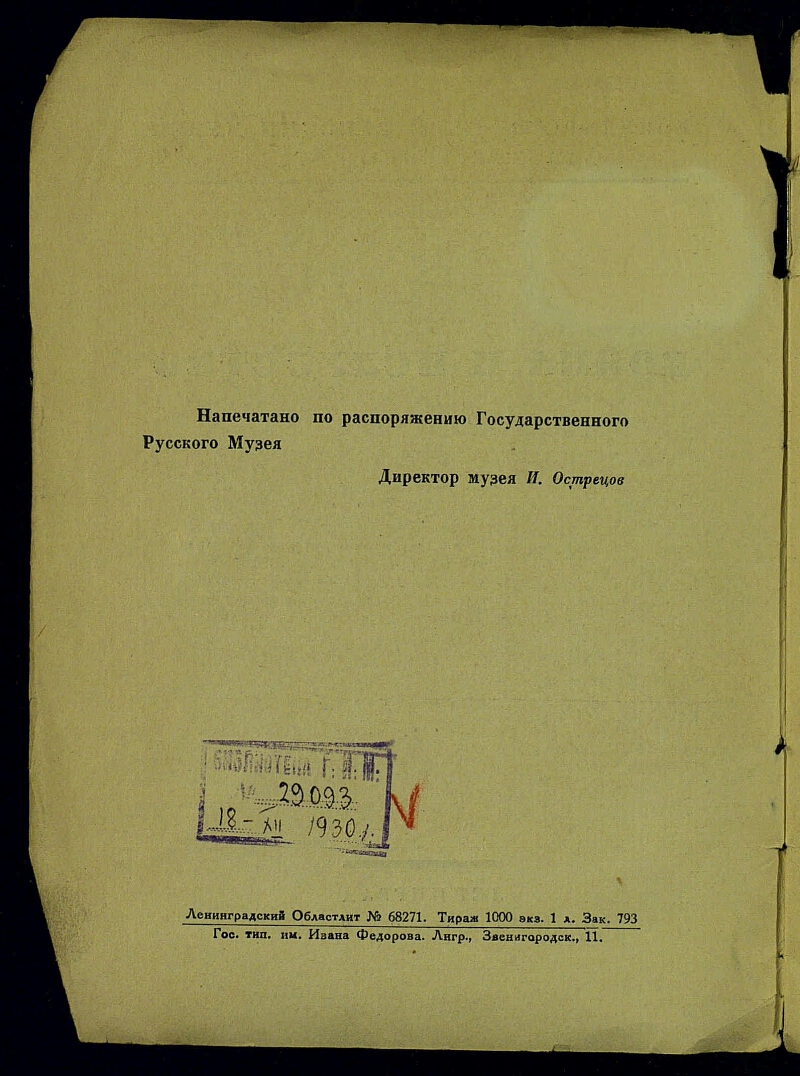 Напечатано по распоряжению Государственного
Русского Музея
Директор музея И. Острецов
БИБЛИОТЕКА Г.
29093
18-XII 1930 г.
Ленинградский Областлит № 68271. Тираж 1000 экз. 1 л. Зак. 793
Гос. тип. им. Ивана Федорова. Лнгр., Звенигородск., 11.